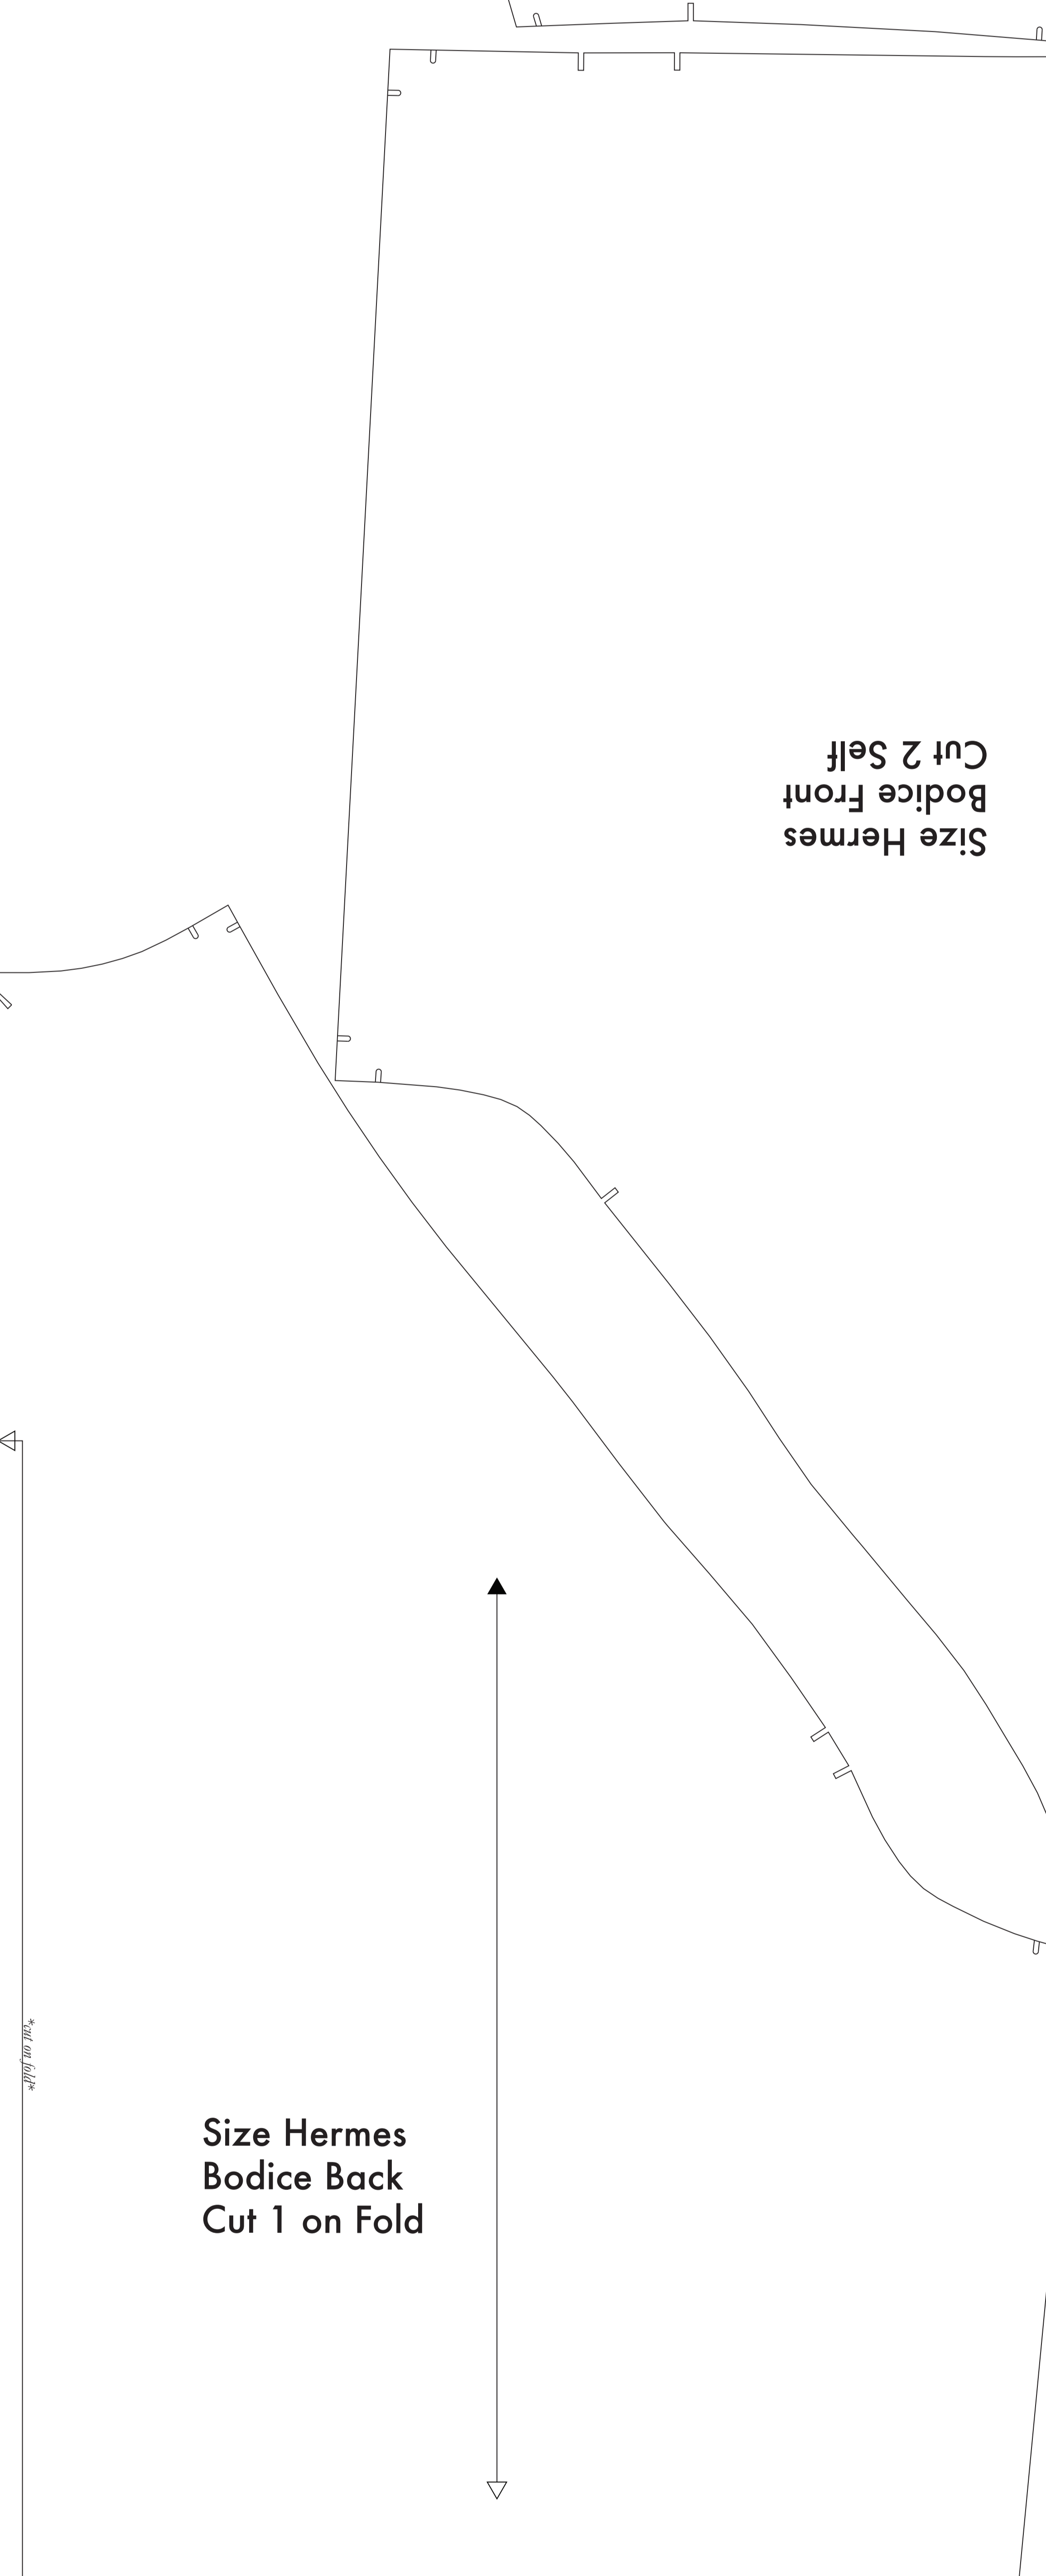 Size Hermes
Bodice Front
Cut 2 Self
*cut on fold*
Size Hermes
Bodice Back
Cut 1 on Fold